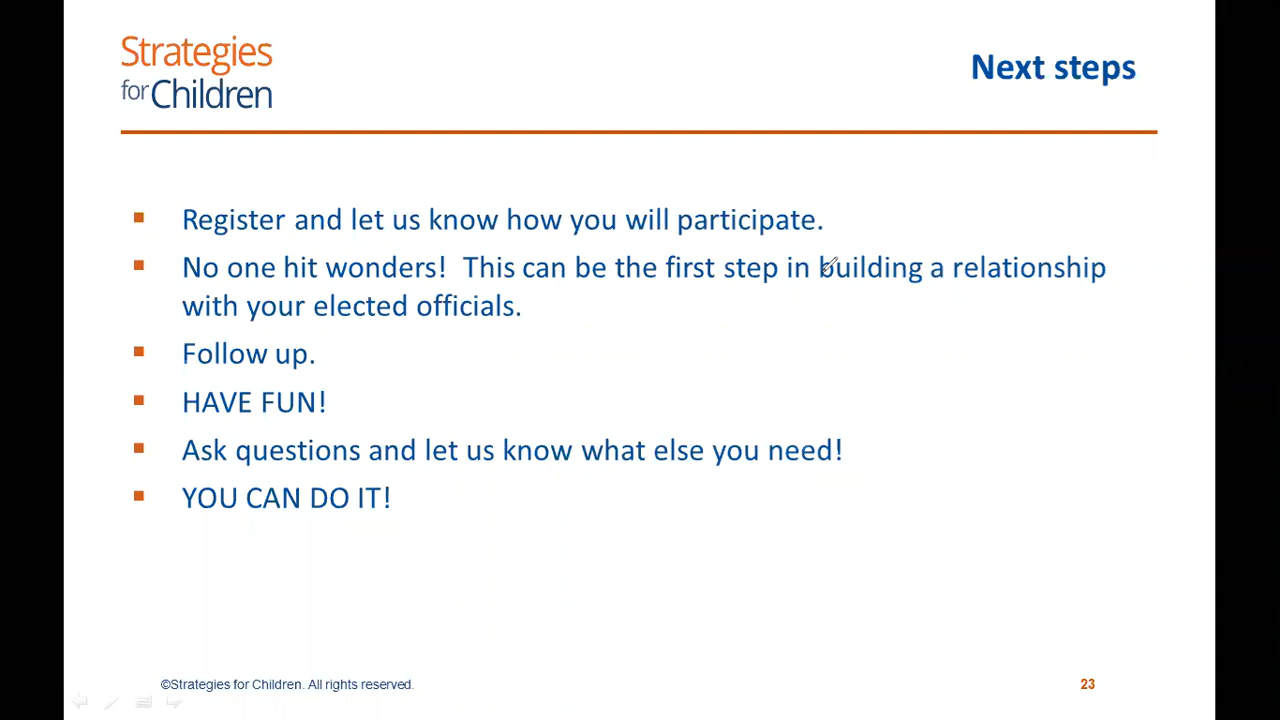 Strategies
for Children
Next steps
Register and let us know how you will participate.
No one hit wonders!  This can be the first step in building a relationship
with your elected officials.
Follow up.
HAVE FUN!
Ask questions and let us know what else you need!
YOU CAN DO IT!
©Strategies for Children. All rights reserved.
23